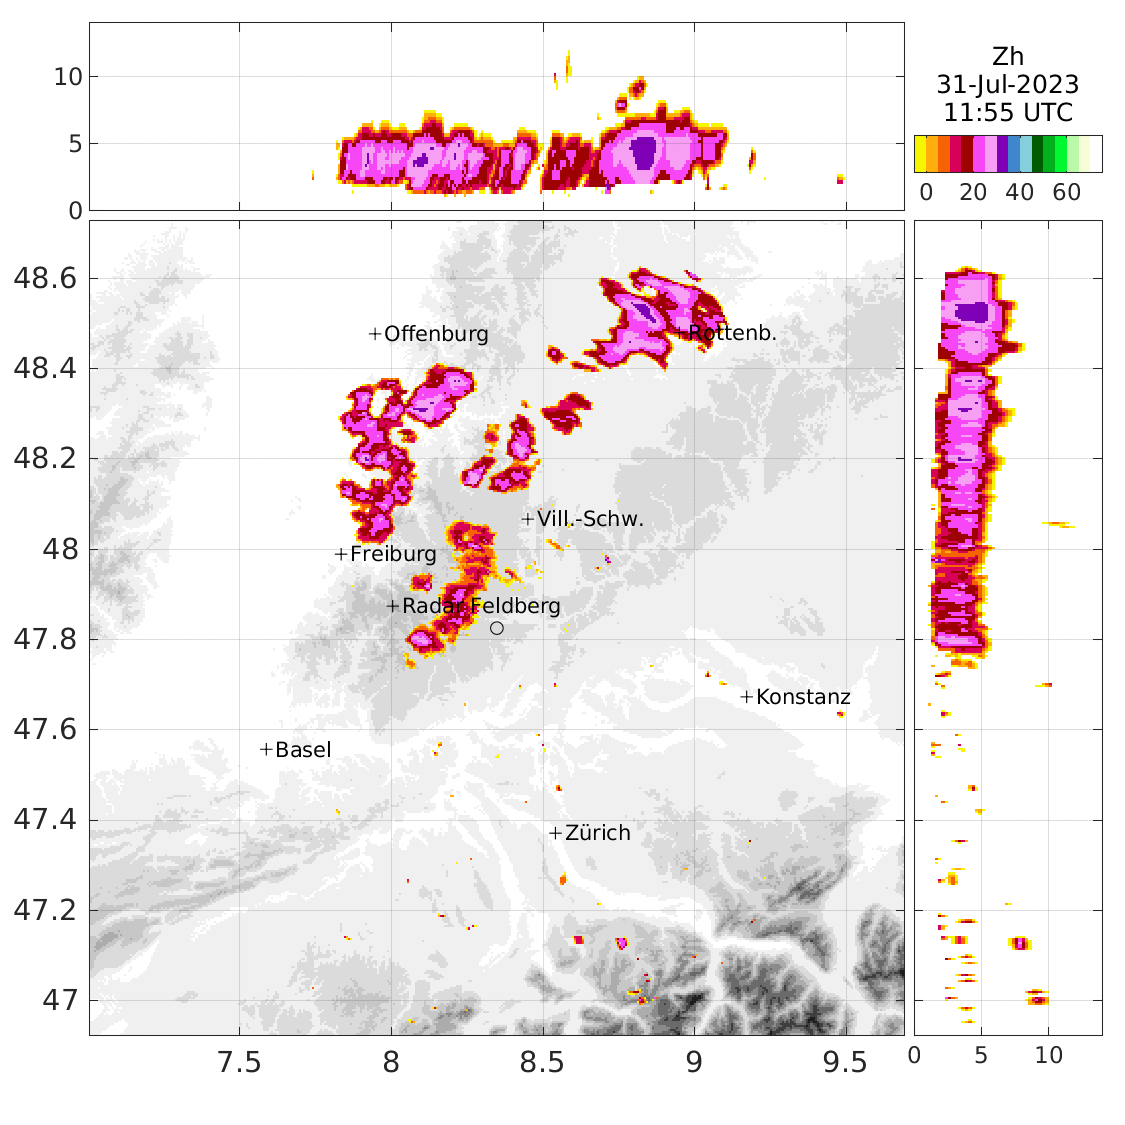 Zh
31-Jul-2023
11:55 UTC
10
5
0
0 20 40 60
48.6
48.4
48.2
48
47.8
47.6
47.4
47.2
47
Offenburg
Rottenb.
Vill.-Schw.
Freiburg
Radar Feldberg
Konstanz
Basel
Zürich
7.5 8 8.5 9 9.5
0 5 10